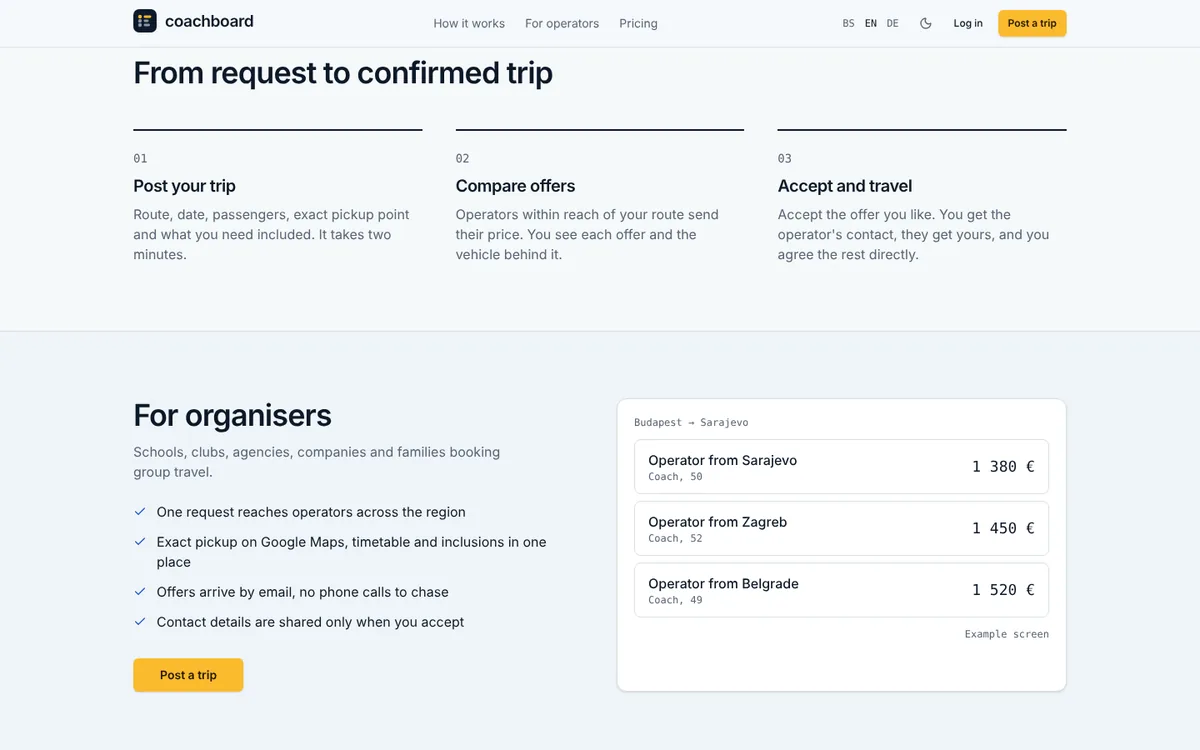 coachboard
How it works
For operators
Pricing
BS EN DE
Log in
Post a trip
From request to confirmed trip
01
Post your trip
Route, date, passengers, exact pickup point
and what you need included. It takes two
minutes.
02
Compare offers
Operators within reach of your route send
their price. You see each offer and the
vehicle behind it.
03
Accept and travel
Accept the offer you like. You get the
operator's contact, they get yours, and you
agree the rest directly.
For organisers
Schools, clubs, agencies, companies and families booking
group travel.
One request reaches operators across the region
Exact pickup on Google Maps, timetable and inclusions in one
place
Offers arrive by email, no phone calls to chase
Contact details are shared only when you accept
Post a trip
Budapest → Sarajevo
Operator from Sarajevo
Coach, 50
1 380 €
Operator from Zagreb
Coach, 52
1 450 €
Operator from Belgrade
Coach, 49
1 520 €
Example screen